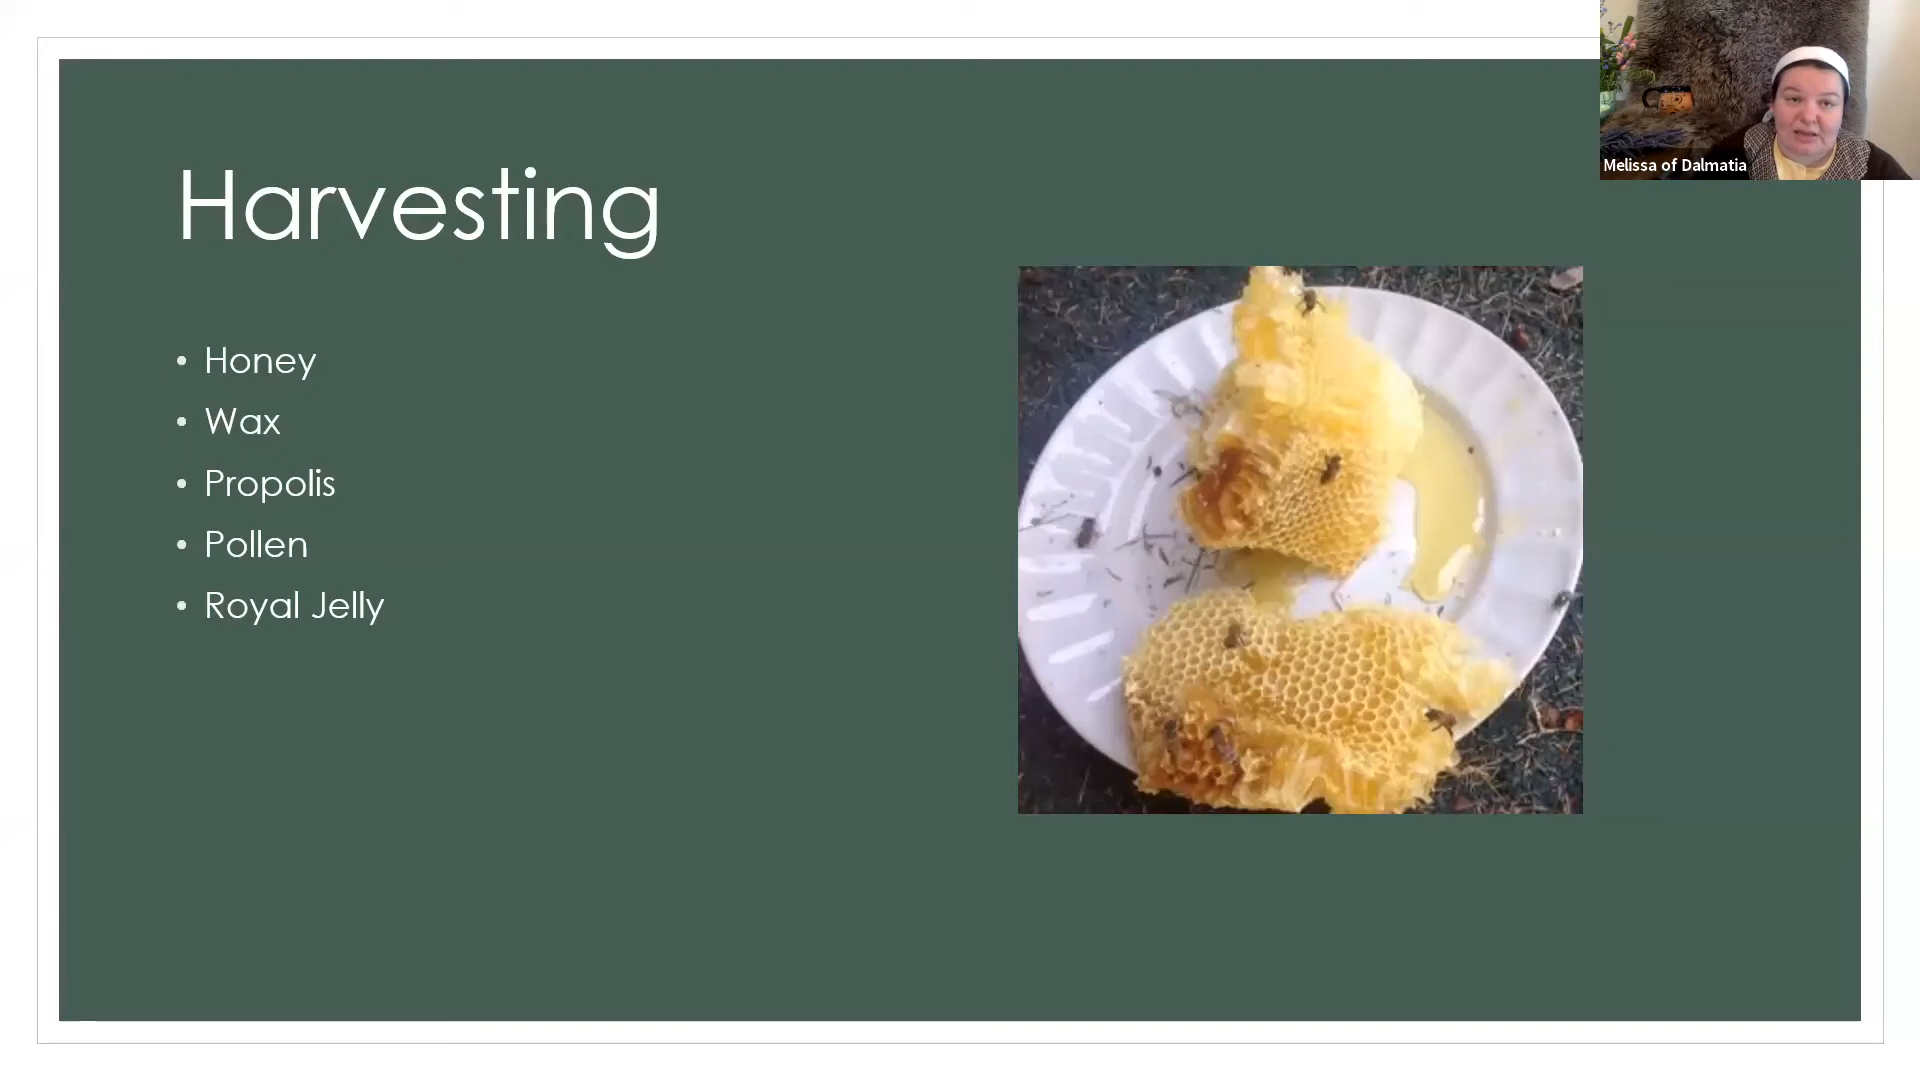 Harvesting
• Honey
• Wax
• Propolis
• Pollen
• Royal Jelly
Melissa of Dalmatia